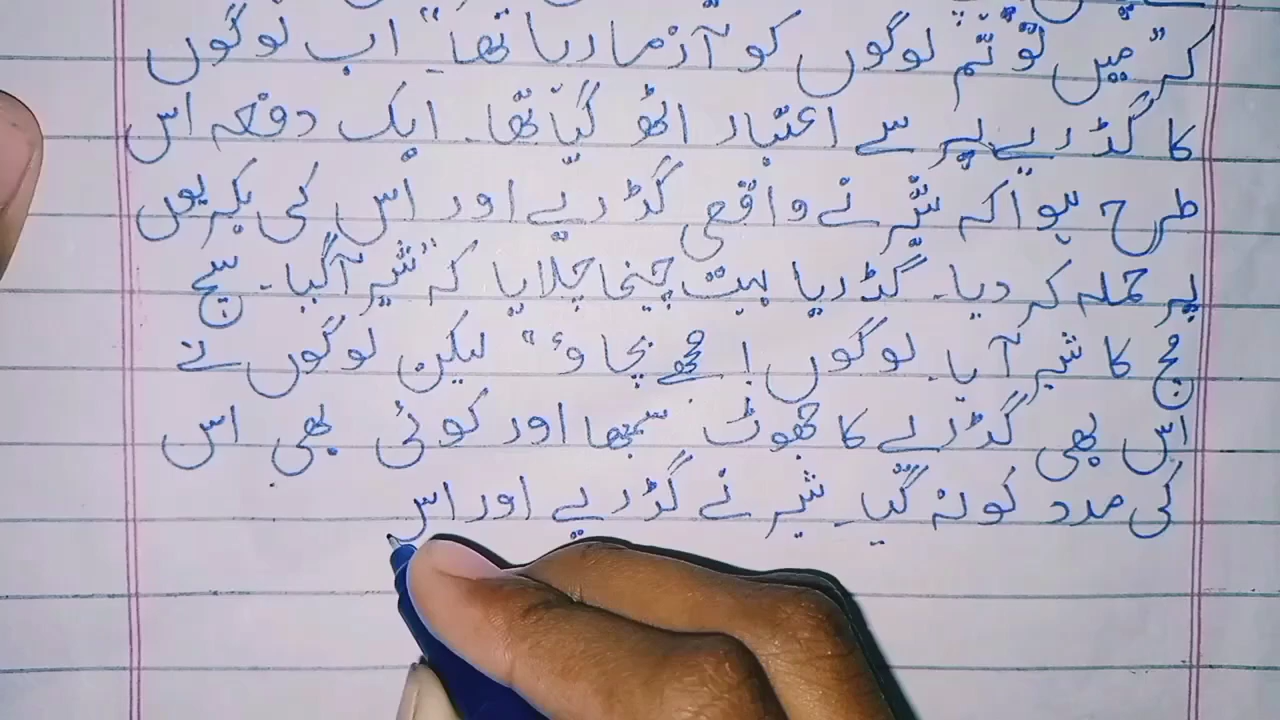 کر میں تو تم لوگوں کو آزما رہا تھا" اب لوگوں
کا گڈریے پر سے اعتبار اٹھ گیا تھا۔ ایک دفعہ اس
طرح ہوا کہ شیر نے واقعی گڈریے اور اُس کی بکریوں
پر حملہ کر دیا۔ گڈریا بہت چیخا چلایا کہ "شیر آگیا۔ سچ
مچ کا شیر آیا۔ لوگوں! مجھے بچاؤ" لیکن لوگوں نے
اس بھی گڈرلے کا جھوٹ سمجھا اور کوئی بھی اس
کی مدد کو نہ گیا۔ شیر نے گڈریے اور اس